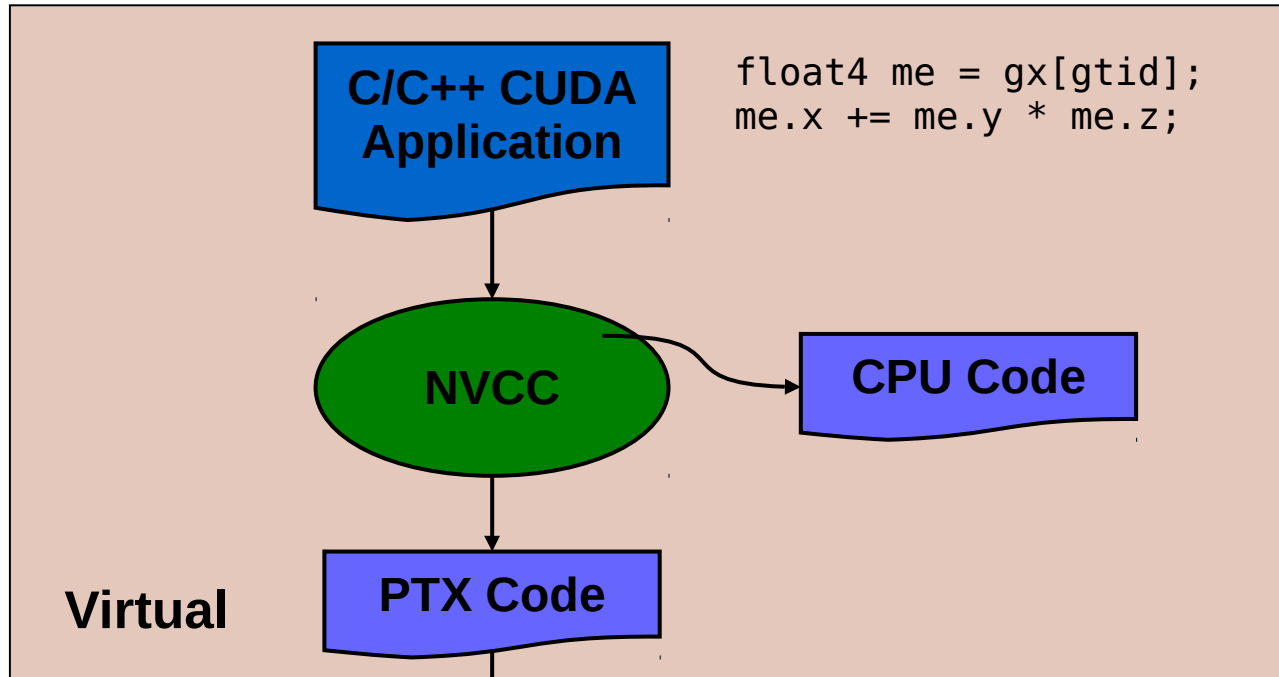 C/C++ CUDA
Application
float4 me = gx[gtid];
me.x += me.y * me.z;
NVCC
CPU Code
PTX Code
Virtual